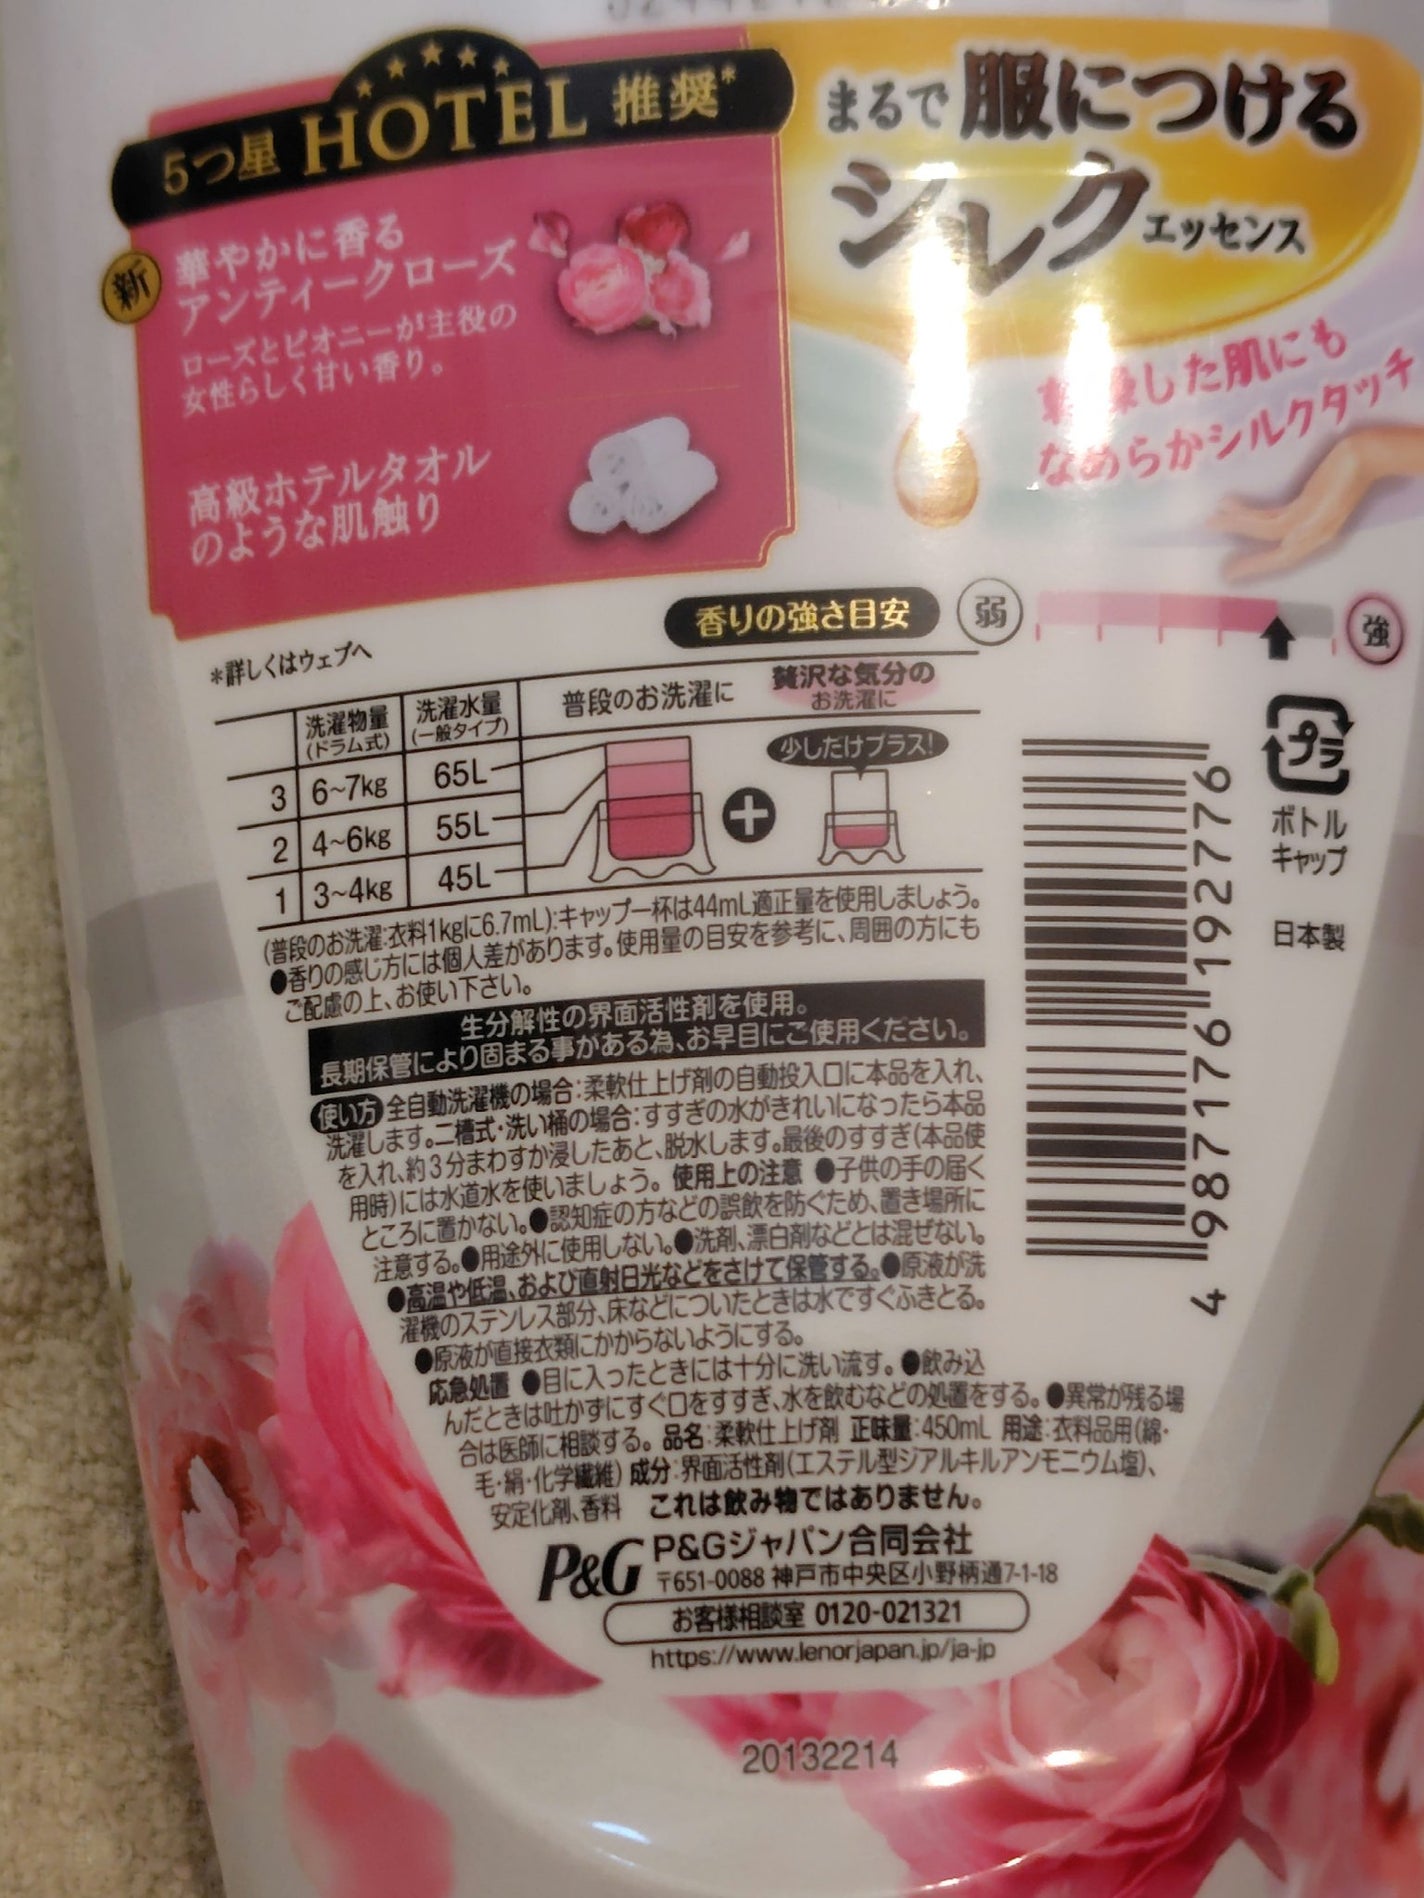 5つ星 HOTEL 推奨*
新
華やかに香る
アンティークローズ
ローズとピオニーが主役の
女性らしく甘い香り。
高級ホテルタオル
のような肌触り
まるで服につける
シルクエッセンス
燥した肌にも
なめらかシルクタッチ
香りの強さ目安 弱 強
*詳しくはウェブへ
洗濯物量 (ドラム式) 洗濯水量 (一般タイプ) 普段のお洗濯に 贅沢な気分の お洗濯に
少しだけプラス!
3 6~7kg 65L
2 4~6kg 55L
1 3~4kg 45L
+
(普段のお洗濯:衣料1kgに6.7mL):キャップ一杯は44mL適正量を使用しましょう。
●香りの感じ方には個人差があります。使用量の目安を参考に、周囲の方にも
ご配慮の上、お使い下さい。
生分解性の界面活性剤を使用。
長期保管により固まる事がある為、お早目にご使用ください。
使い方 全自動洗濯機の場合:柔軟仕上げ剤の自動投入口に本品を入れ、
洗濯します。二槽式・洗い桶の場合:すすぎの水がきれいになったら本品
を入れ、約3分まわすか浸したあと、脱水します。最後のすすぎ(本品使
用時)には水道水を使いましょう。 使用上の注意 ●子供の手の届く
ところに置かない。●認知症の方などの誤飲を防ぐため、置き場所に
注意する。●用途外に使用しない。●洗剤、漂白剤などとは混ぜない。
●高温や低温、および直射日光などをさけて保管する。●原液が洗
濯機のステンレス部分、床などについたときは水ですぐふきとる。
●原液が直接衣類にかからないようにする。
応急処置 ●目に入ったときには十分に洗い流す。●飲み込
んだときは吐かずにすぐ口をすすぎ、水を飲むなどの処置をする。●異常が残る場
合は医師に相談する。 品名:柔軟仕上げ剤 正味量:450mL 用途:衣料品用(綿・
毛・絹・化学繊維) 成分:界面活性剤(エステル型ジアルキルアンモニウム塩)、
安定化剤、香料 これは飲み物ではありません。
P&G P&Gジャパン合同会社
〒651-0088 神戸市中央区小野柄通7-1-18
お客様相談室 0120-021321
https://www.lenorjapan.jp/ja-jp
20132214
プラ
ボトル
キャップ
日本製
4 987176 192776